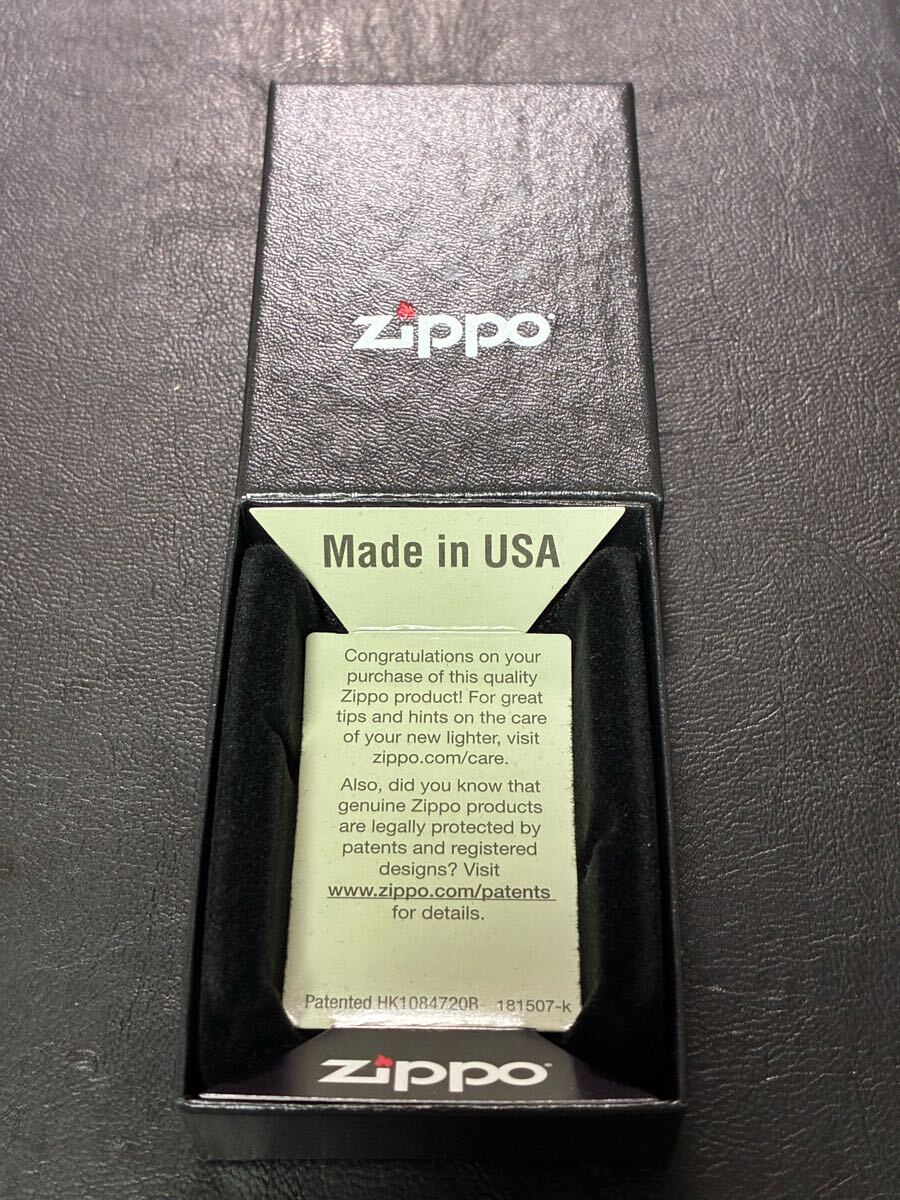 Zippo
Made in USA
Congratulations on your
purchase of this quality
Zippo product! For great
tips and hints on the care
of your new lighter, visit
zippo.com/care.
Also, did you know that
genuine Zippo products
are legally protected by
patents and registered
designs? Visit
www.zippo.com/patents
for details.
Patented HK1084720B 181507-k
Zippo